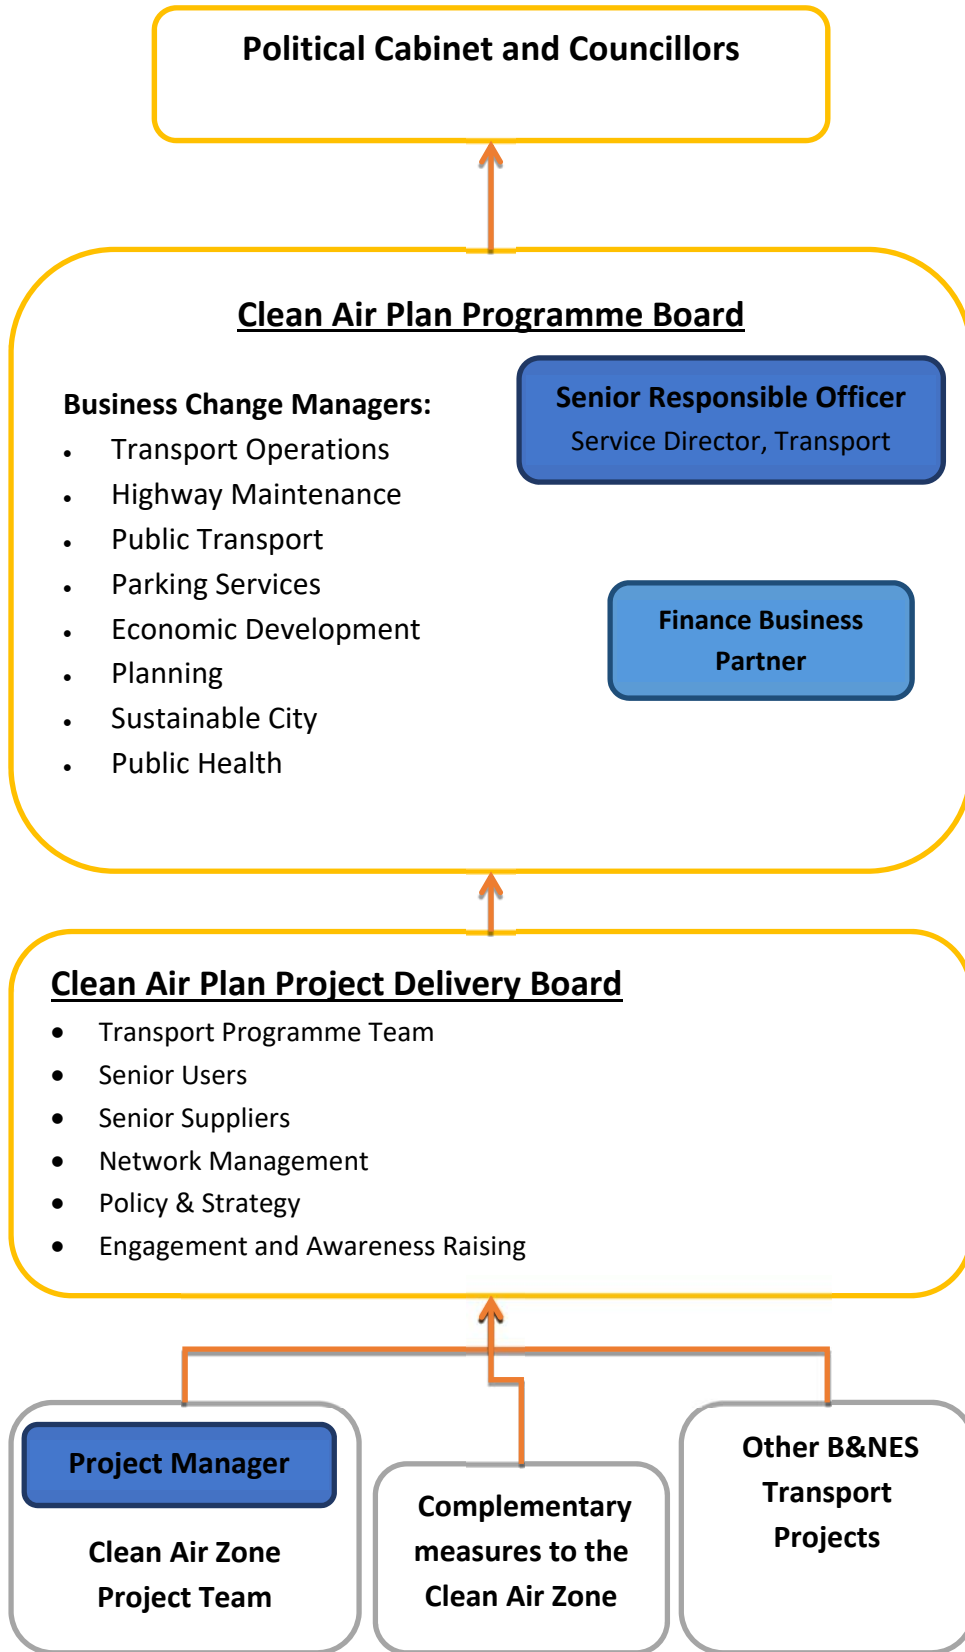 Political Cabinet and Councillors
Clean Air Plan Programme Board
Business Change Managers:
• Transport Operations
• Highway Maintenance
• Public Transport
• Parking Services
• Economic Development
• Planning
• Sustainable City
• Public Health
Senior Responsible Officer
Service Director, Transport
Finance Business
Partner
Clean Air Plan Project Delivery Board
• Transport Programme Team
• Senior Users
• Senior Suppliers
• Network Management
• Policy & Strategy
• Engagement and Awareness Raising
Project Manager
Clean Air Zone
Project Team
Complementary
measures to the
Clean Air Zone
Other B&NES
Transport
Projects